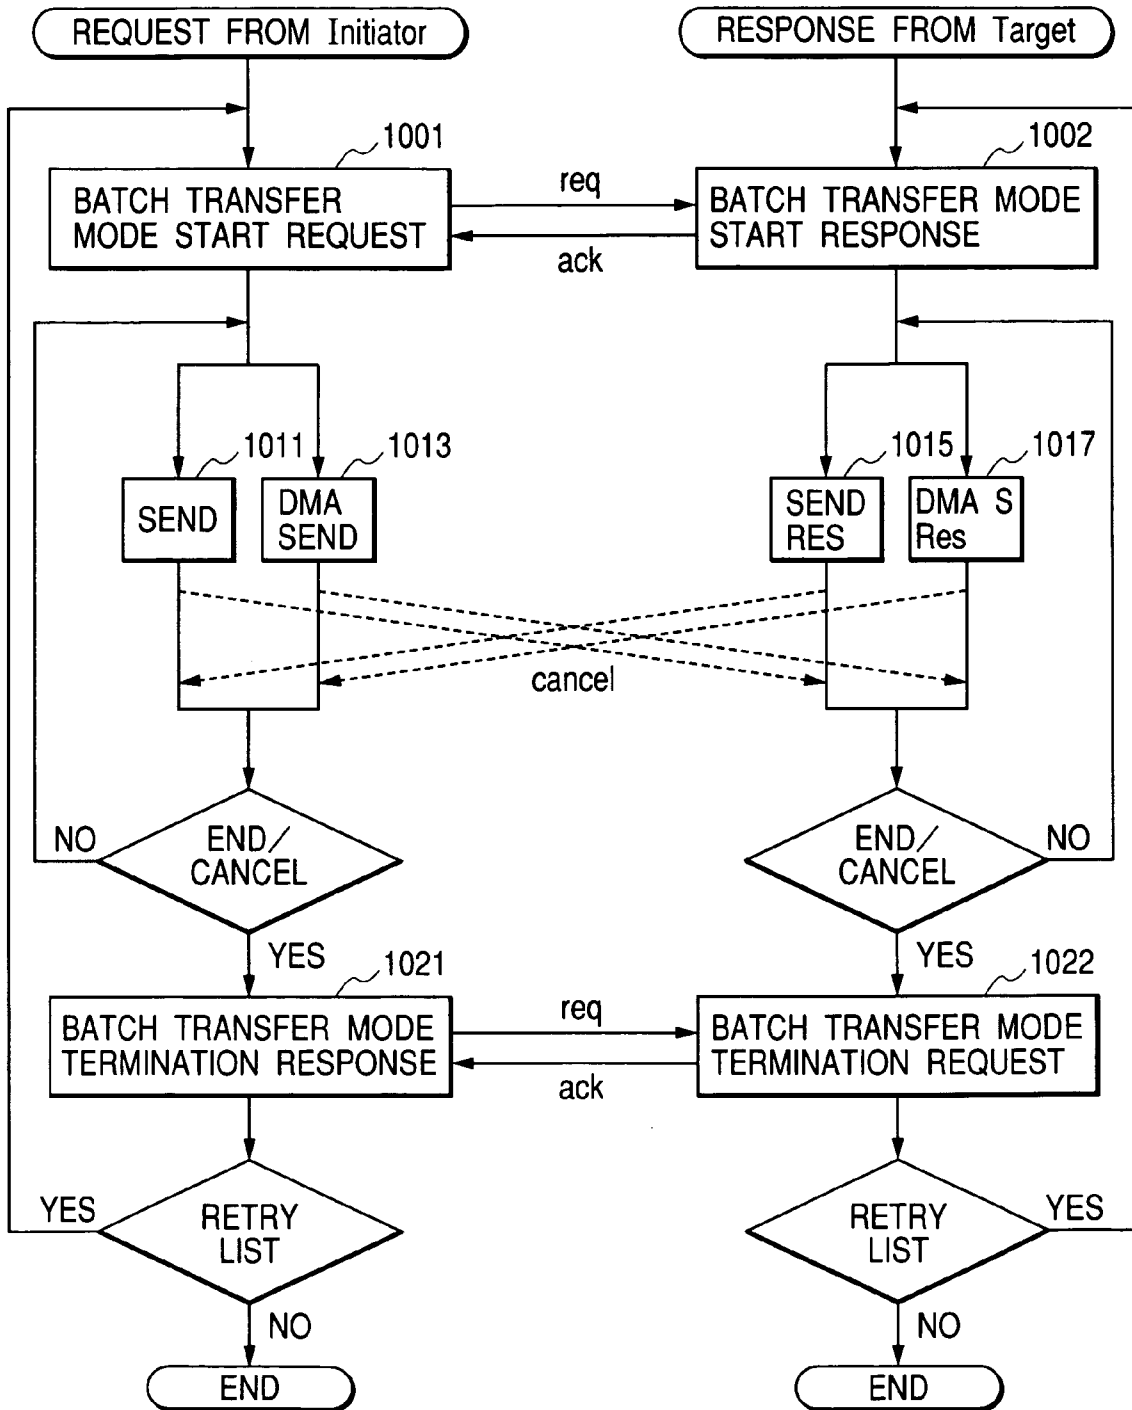 REQUEST FROM Initiator
RESPONSE FROM Target
1001
1002
BATCH TRANSFER
MODE START REQUEST
req
ack
BATCH TRANSFER MODE
START RESPONSE
1011
1013
1015
1017
SEND
DMA
SEND
SEND
RES
DMA S
Res
cancel
END/
CANCEL
NO
YES
END/
CANCEL
NO
YES
1021
1022
BATCH TRANSFER MODE
TERMINATION RESPONSE
req
ack
BATCH TRANSFER MODE
TERMINATION REQUEST
YES
RETRY
LIST
NO
RETRY
LIST
YES
NO
END
END